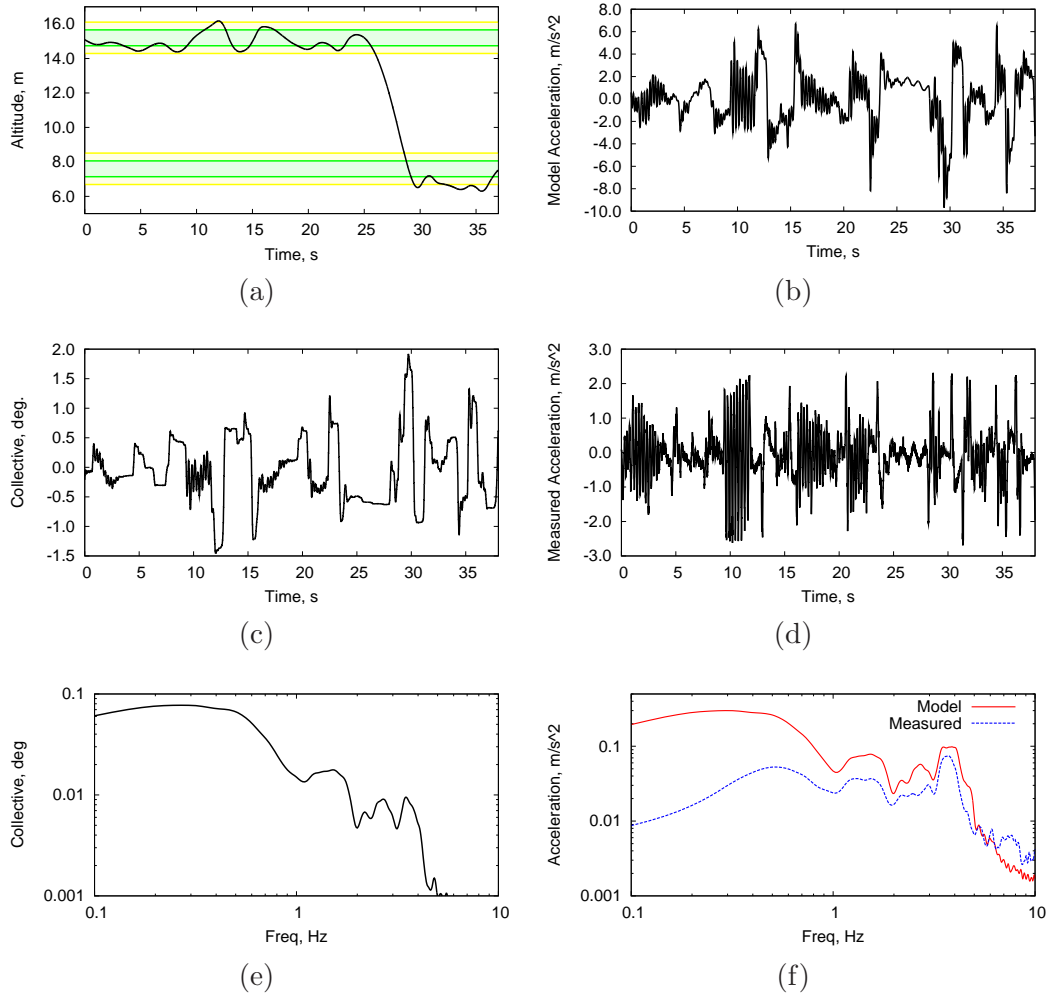 16.0
14.0
12.0
10.0
8.0
6.0
Altitude, m
0 5 10 15 20 25 30 35
Time, s
(a)
8.0
6.0
4.0
2.0
0.0
-2.0
-4.0
-6.0
-8.0
-10.0
Model Acceleration, m/s^2
0 5 10 15 20 25 30 35
Time, s
(b)
2.0
1.5
1.0
0.5
0.0
-0.5
-1.0
-1.5
Collective, deg.
0 5 10 15 20 25 30 35
Time, s
(c)
3.0
2.0
1.0
0.0
-1.0
-2.0
-3.0
Measured Acceleration, m/s^2
0 5 10 15 20 25 30 35
Time, s
(d)
0.1
0.01
0.001
Collective, deg
0.1 1 10
Freq, Hz
(e)
Model
Measured
0.1
0.01
0.001
Acceleration, m/s^2
0.1 1 10
Freq, Hz
(f)